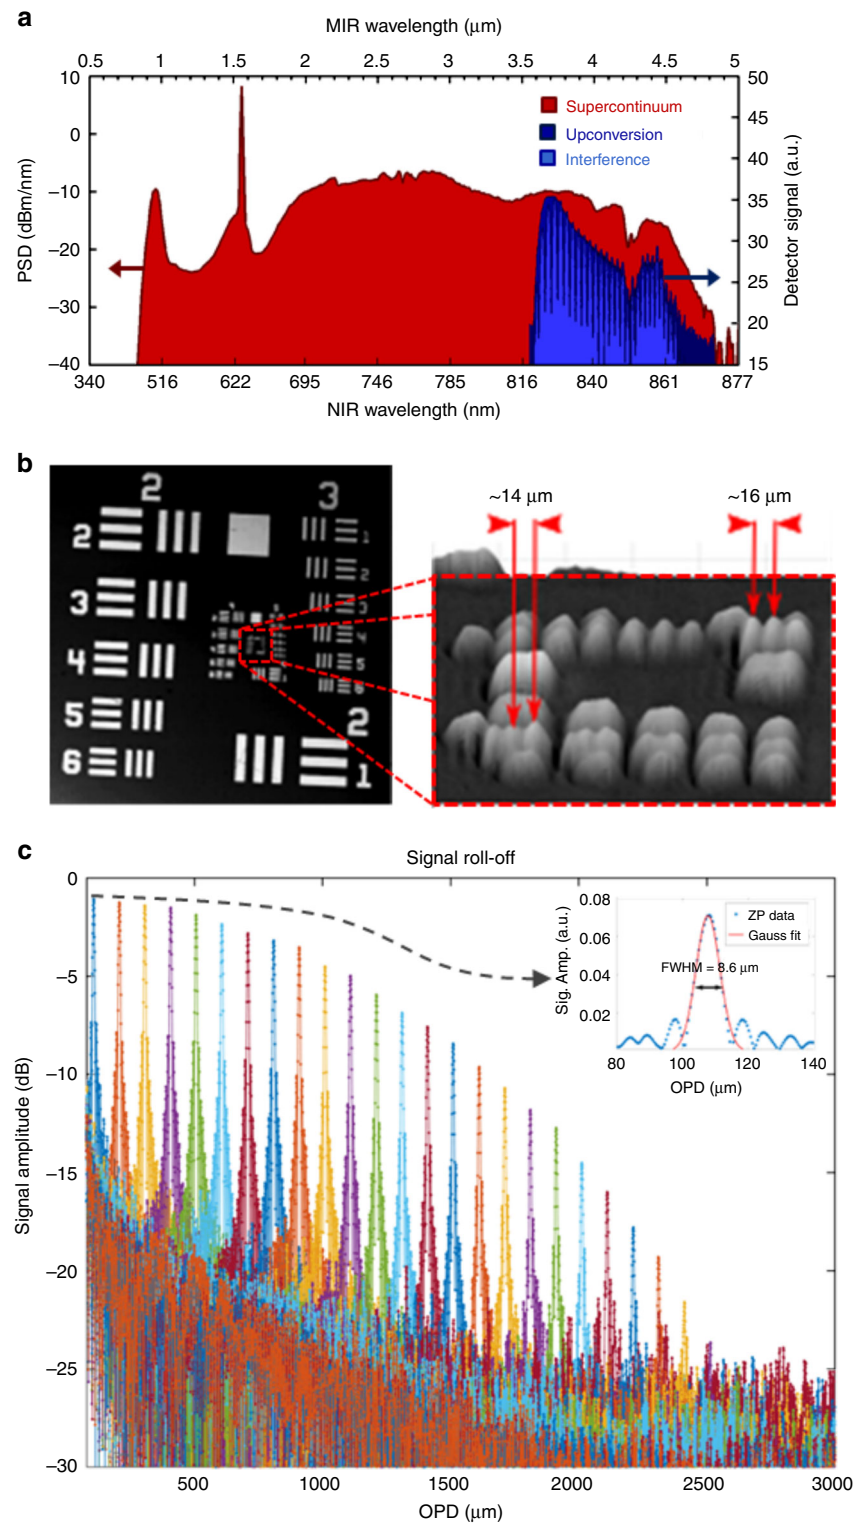 a
MIR wavelength (μm)
0.5 1 1.5 2 2.5 3 3.5 4 4.5 5
10
0
−10
−20
−30
−40
PSD (dBm/nm)
Supercontinuum
Upconversion
Interference
50
45
40
35
30
25
20
15
Detector signal (a.u.)
340 516 622 695 746 785 816 840 861 877
NIR wavelength (nm)
b
2
3
2
3
4
5
6
1
2
3
4
5
6
2
1
~14 μm
~16 μm
c
Signal roll-off
0
−5
−10
−15
−20
−25
−30
Signal amplitude (dB)
500 1000 1500 2000 2500 3000
OPD (μm)
0.08
0.06
0.04
0.02
Sig. Amp. (a.u.)
ZP data
Gauss fit
FWHM = 8.6 μm
80 100 120 140
OPD (μm)